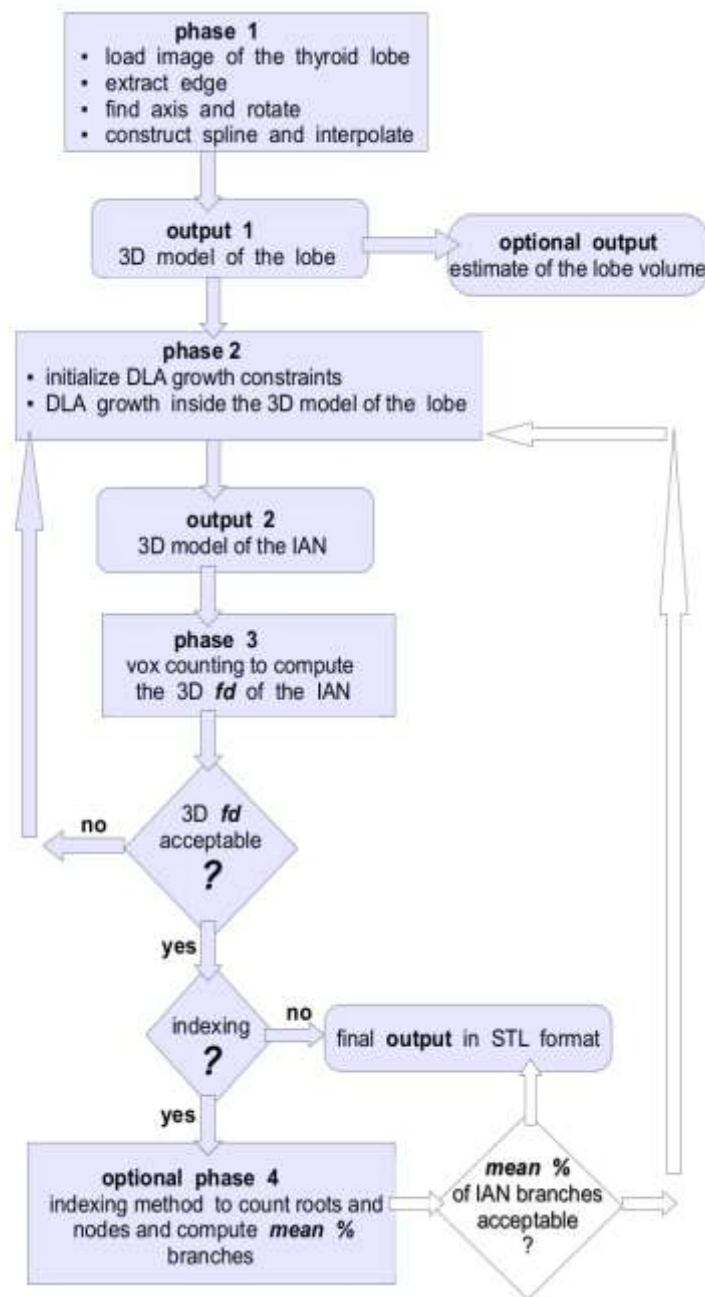 phase 1
• load image of the thyroid lobe
• extract edge
• find axis and rotate
• construct spline and interpolate
output 1
3D model of the lobe
optional output
estimate of the lobe volume
phase 2
• initialize DLA growth constraints
• DLA growth inside the 3D model of the lobe
output 2
3D model of the IAN
phase 3
vox counting to compute
the 3D fd of the IAN
3D fd
acceptable
?
no
yes
indexing
?
no
final output in STL format
yes
optional phase 4
indexing method to count roots and
nodes and compute mean %
branches
mean %
of IAN branches
acceptable
?